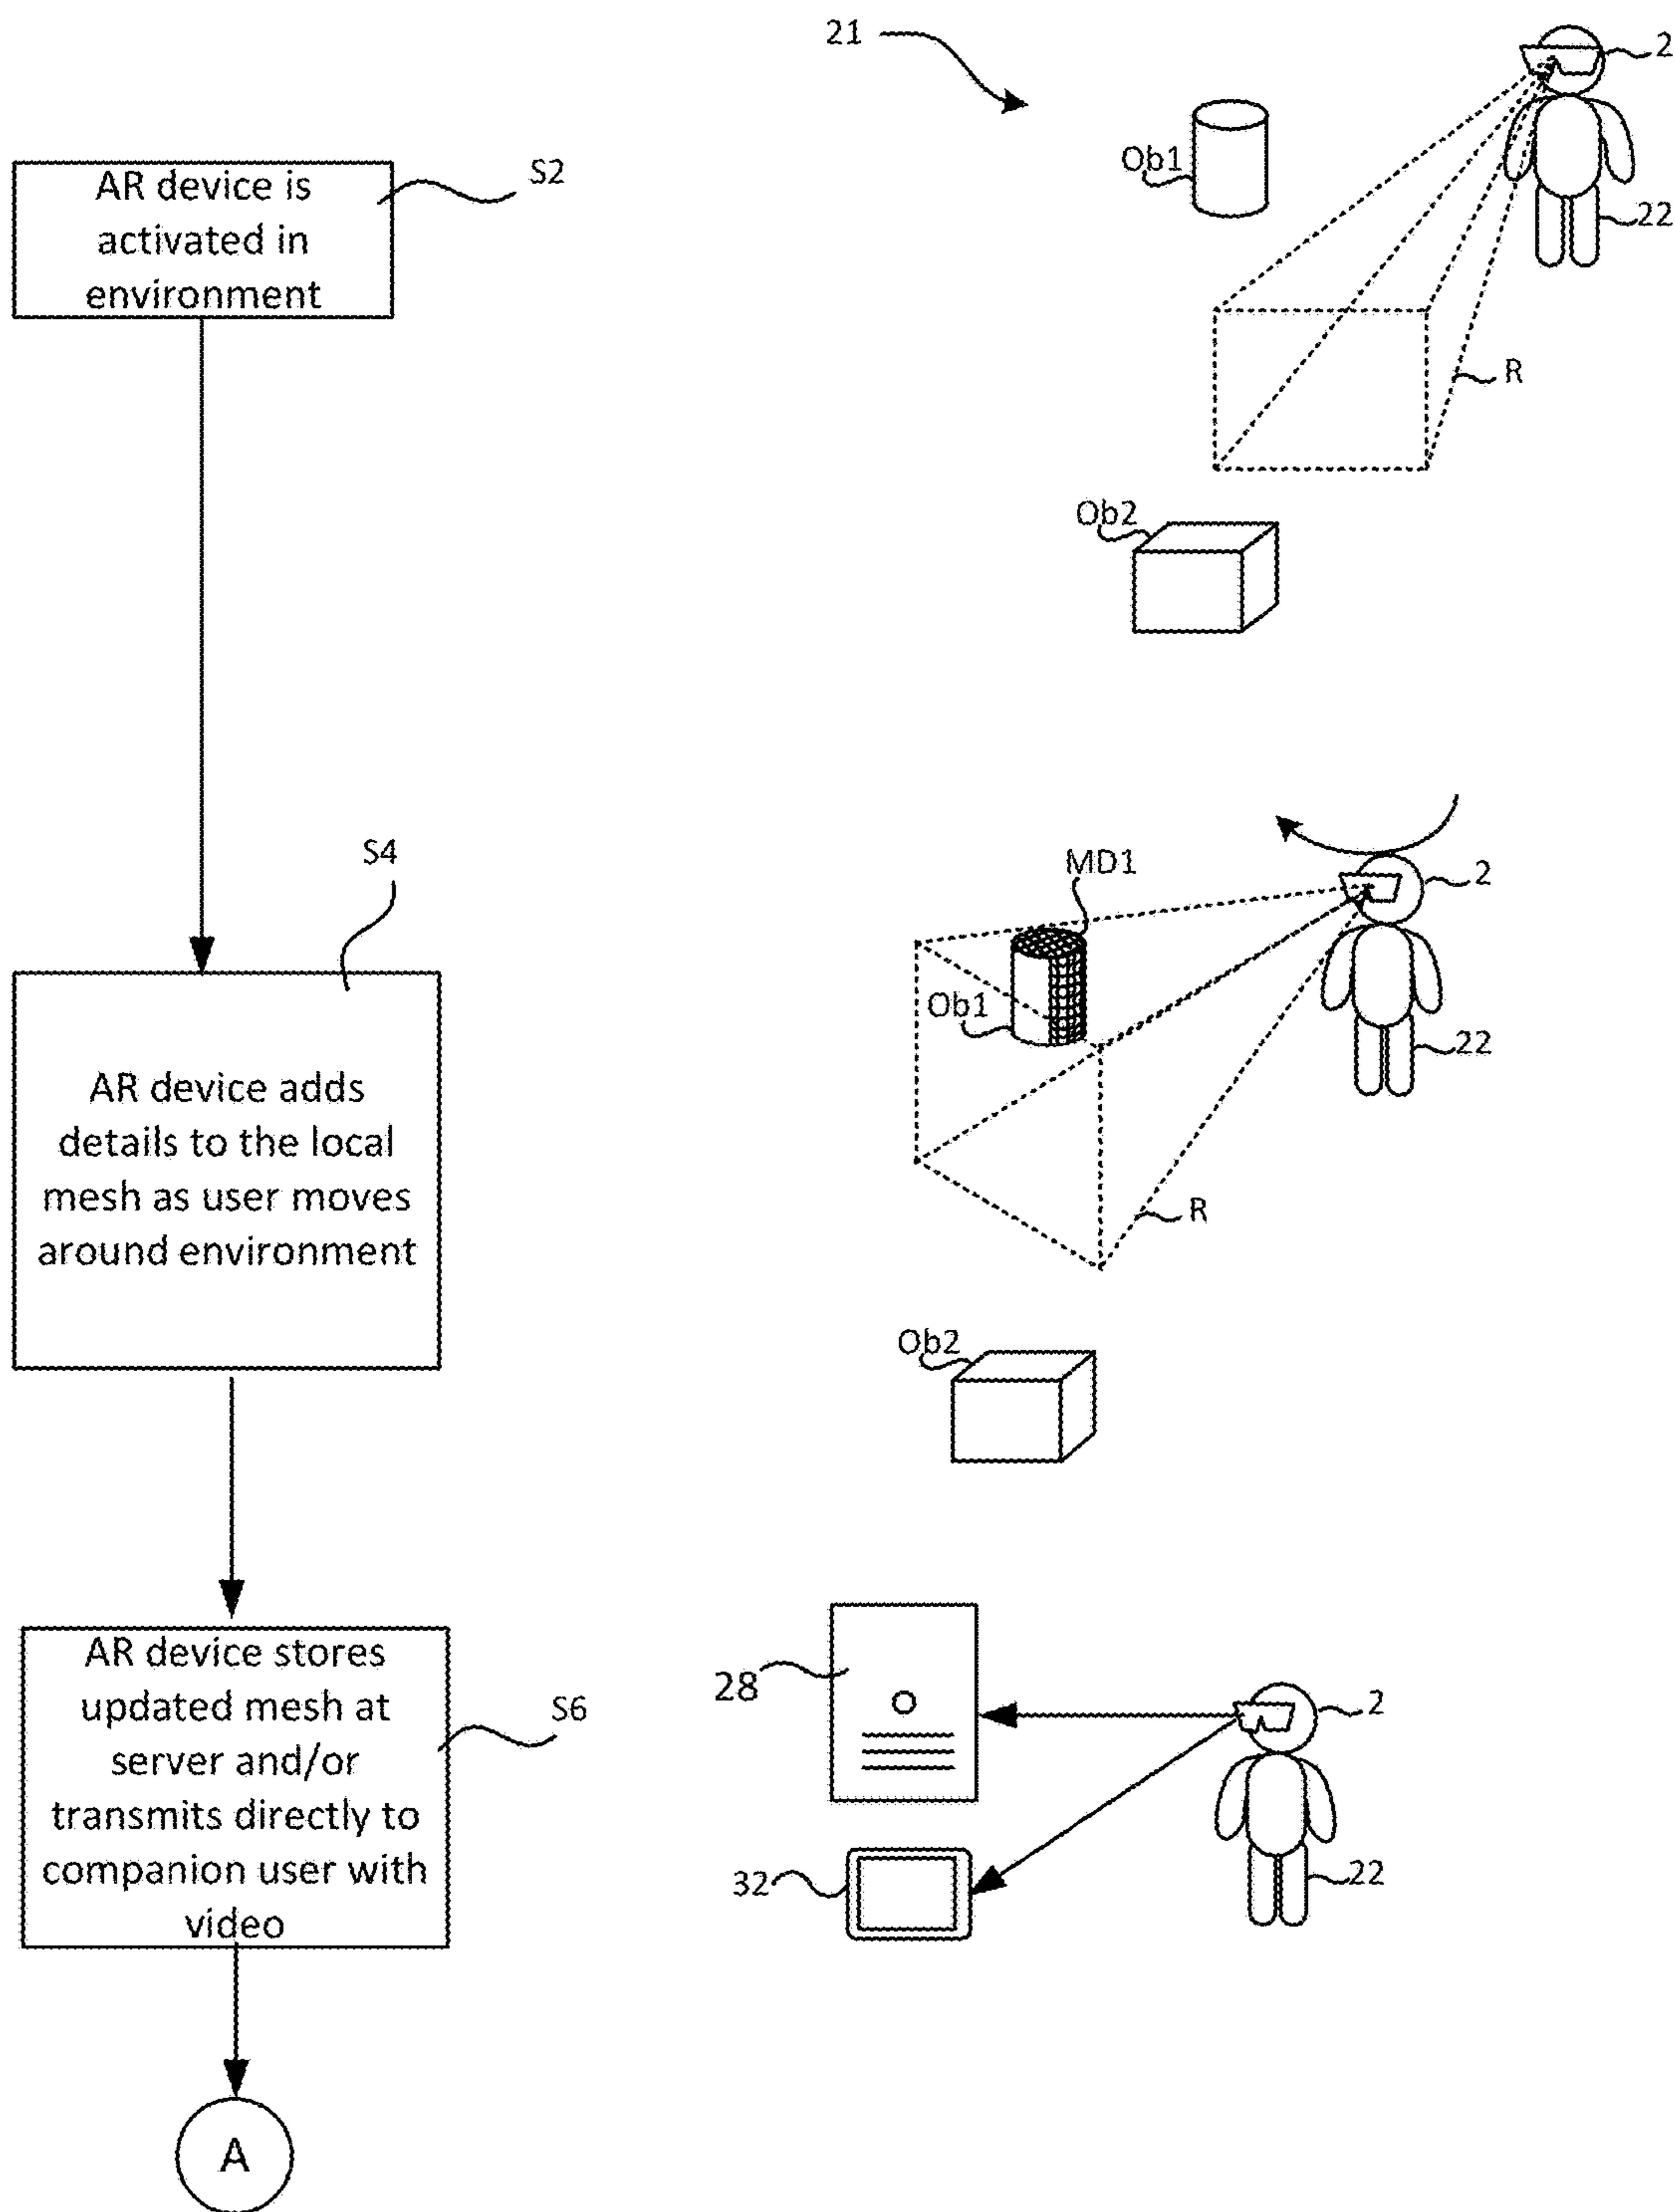 21
2
Ob1
22
AR device is
activated in
environment
S2
R
Ob2
S4
MD1
2
Ob1
22
AR device adds
details to the local
mesh as user moves
around environment
R
Ob2
AR device stores
updated mesh at
server and/or
transmits directly to
companion user with
video
S6
28
2
32
22
A